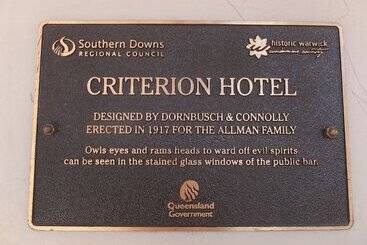 Southern Downs
REGIONAL COUNCIL
historic warwick
CRITERION HOTEL
DESIGNED BY DORNBUSCH & CONNOLLY
ERECTED IN 1917 FOR THE ALLMAN FAMILY
Owls eyes and rams heads to ward off evil spirits
can be seen in the stained glass windows of the public bar.
Queensland
Government